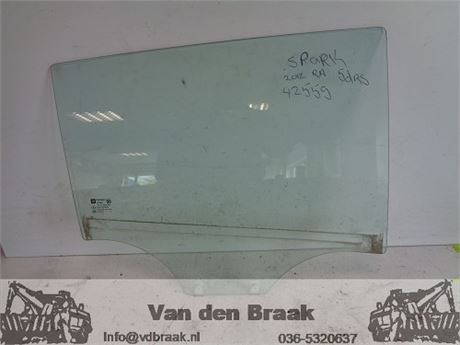 SPARK
2012 RA 5drs
42559
Van den Braak
Info@vdbraak.nl
036-5320637